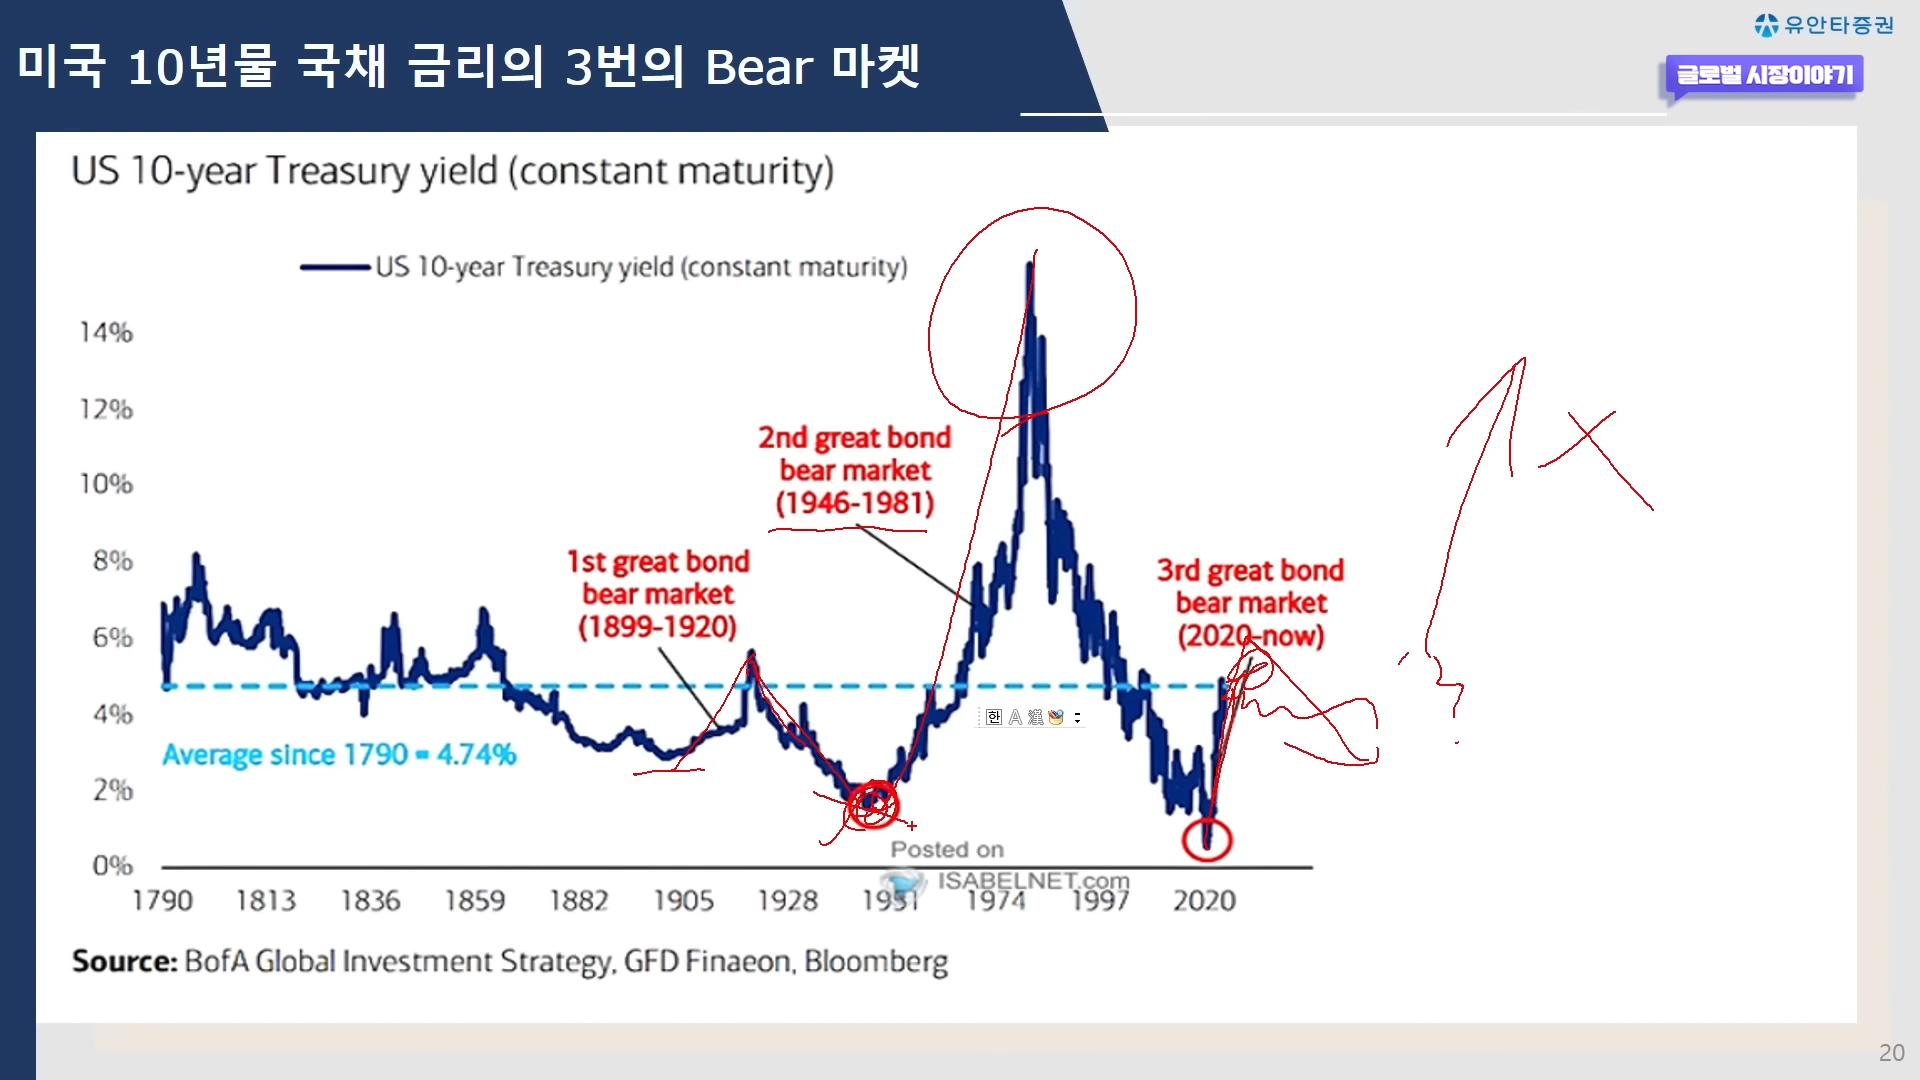 미국 10년물 국채 금리의 3번의 Bear 마켓
유안타증권
글로벌 시장이야기
US 10-year Treasury yield (constant maturity)
US 10-year Treasury yield (constant maturity)
14%
12%
10%
8%
6%
4%
2%
0%
2nd great bond
bear market
(1946-1981)
1st great bond
bear market
(1899-1920)
3rd great bond
bear market
(2020-now)
Average since 1790 = 4.74%
한 A 漢
Posted on
ISABELNET.com
1790 1813 1836 1859 1882 1905 1928 1951 1974 1997 2020
Source: BofA Global Investment Strategy, GFD Finaeon, Bloomberg
20